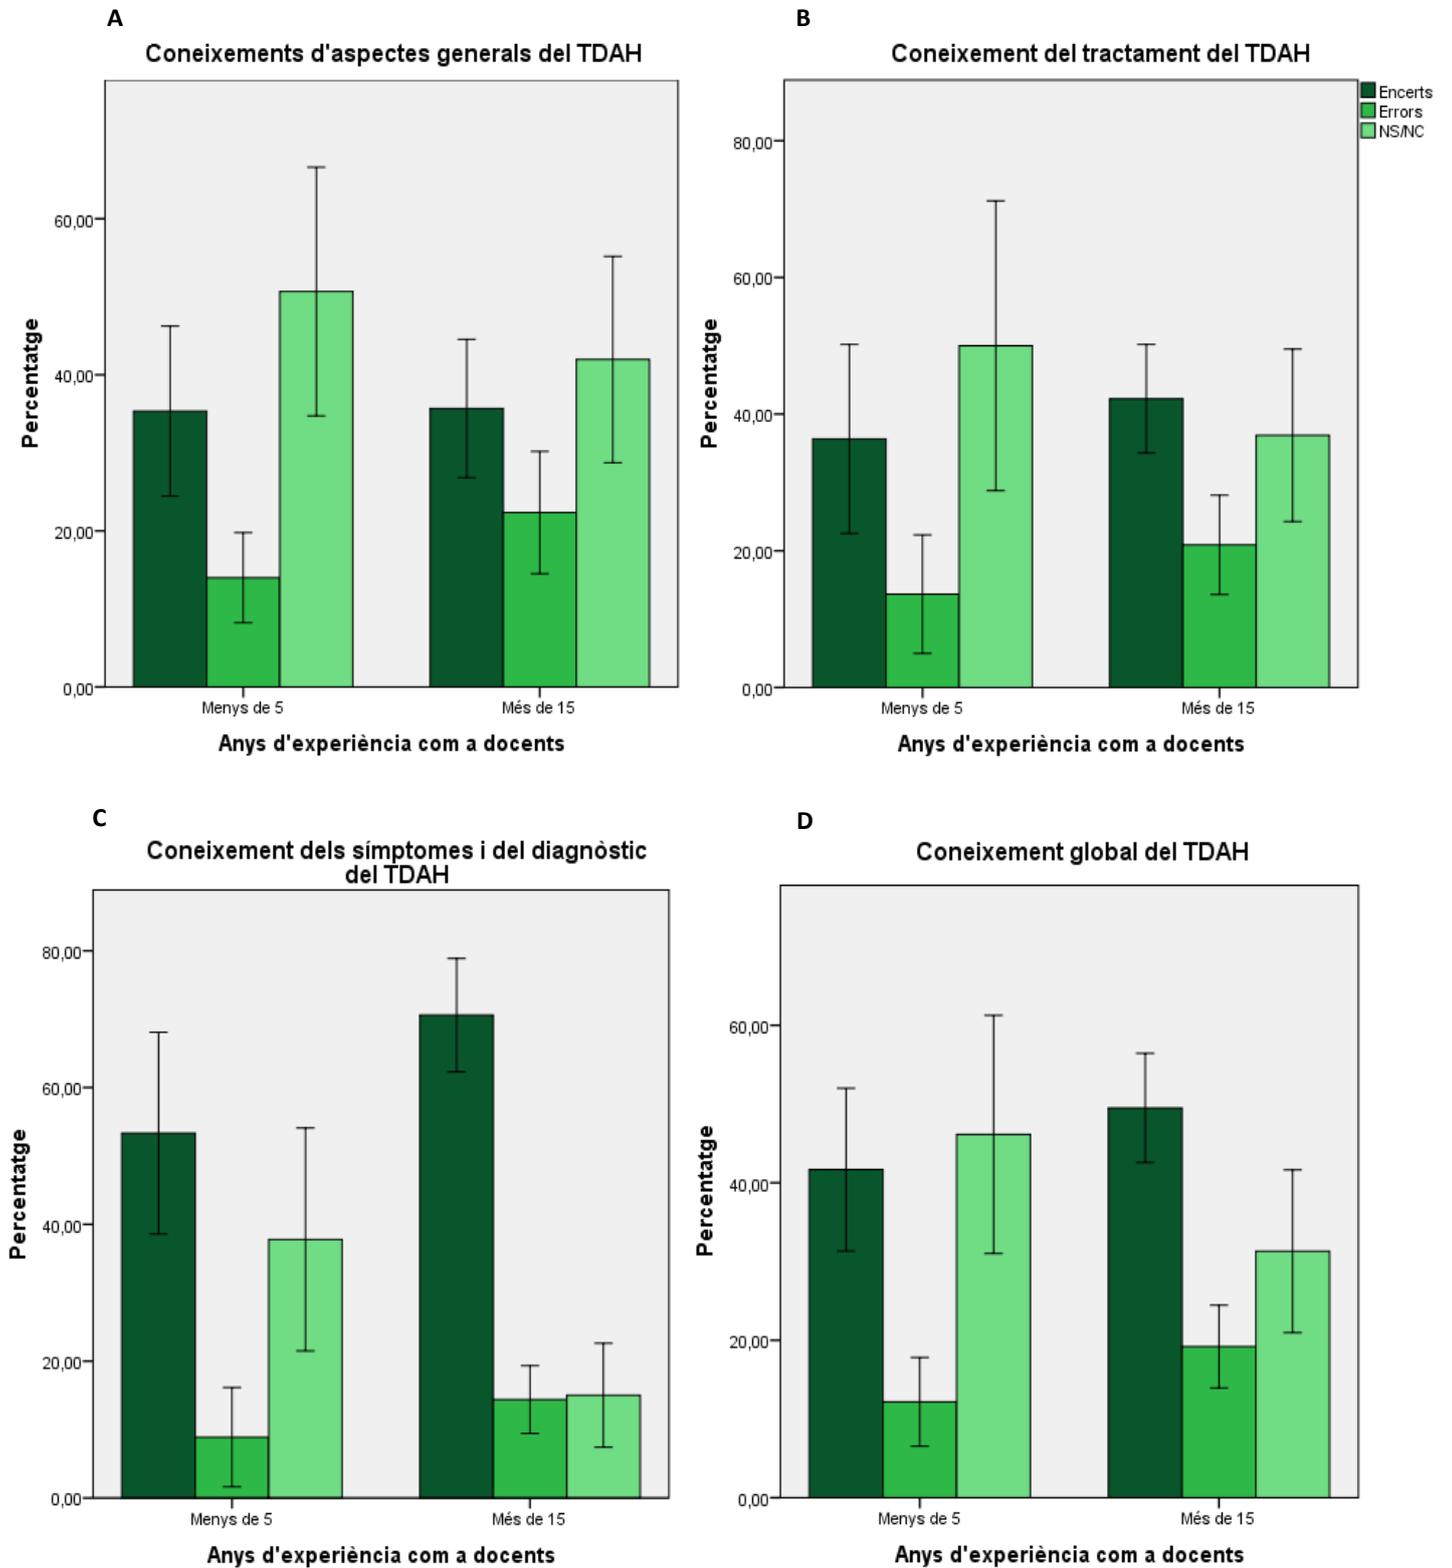 A
Coneixements d'aspectes generals del TDAH
Percentatge
60,00
40,00
20,00
0,00
Menys de 5
Més de 15
Anys d'experiència com a docents
B
Coneixement del tractament del TDAH
Encerts
Errors
NS/NC
Percentatge
80,00
60,00
40,00
20,00
0,00
Menys de 5
Més de 15
Anys d'experiència com a docents
C
Coneixement dels símptomes i del diagnòstic
del TDAH
Percentatge
80,00
60,00
40,00
20,00
0,00
Menys de 5
Més de 15
Anys d'experiència com a docents
D
Coneixement global del TDAH
Percentatge
60,00
40,00
20,00
0,00
Menys de 5
Més de 15
Anys d'experiència com a docents